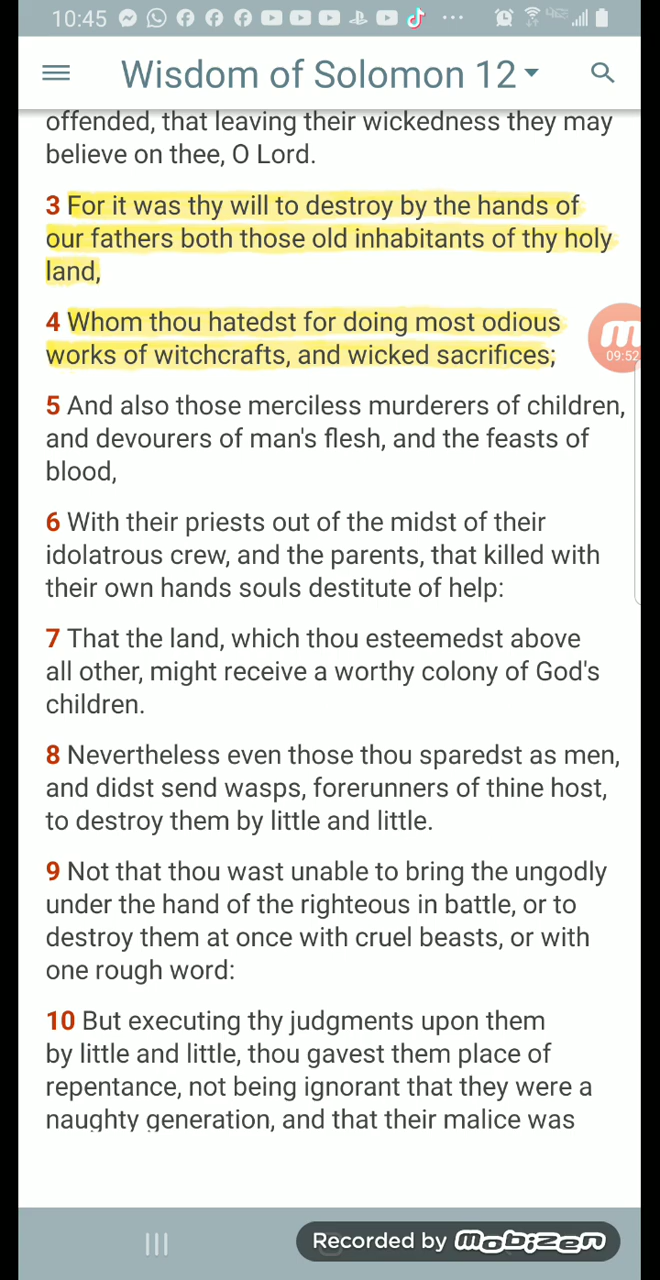 10:45
Wisdom of Solomon 12
offended, that leaving their wickedness they may
believe on thee, O Lord.
3 For it was thy will to destroy by the hands of
our fathers both those old inhabitants of thy holy
land,
4 Whom thou hatedst for doing most odious
works of witchcrafts, and wicked sacrifices;
m
09:52
5 And also those merciless murderers of children,
and devourers of man's flesh, and the feasts of
blood,
6 With their priests out of the midst of their
idolatrous crew, and the parents, that killed with
their own hands souls destitute of help:
7 That the land, which thou esteemedst above
all other, might receive a worthy colony of God's
children.
8 Nevertheless even those thou sparedst as men,
and didst send wasps, forerunners of thine host,
to destroy them by little and little.
9 Not that thou wast unable to bring the ungodly
under the hand of the righteous in battle, or to
destroy them at once with cruel beasts, or with
one rough word:
10 But executing thy judgments upon them
by little and little, thou gavest them place of
repentance, not being ignorant that they were a
naughty generation, and that their malice was
Recorded by mobizen